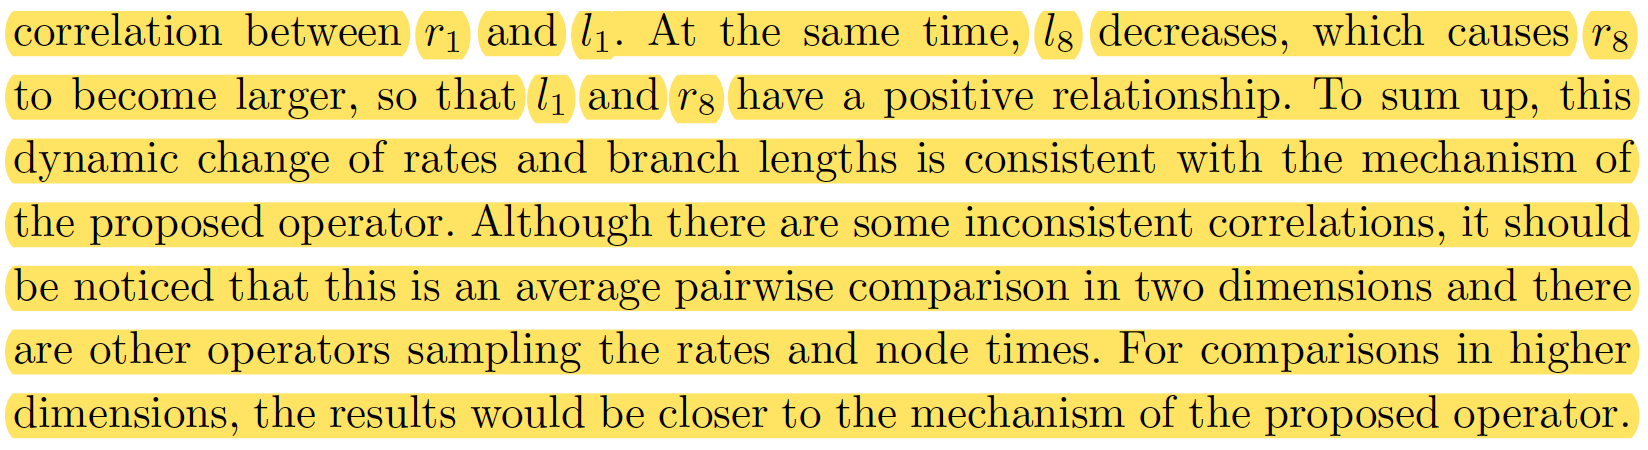 correlation between r₁ and l₁. At the same time, l₈ decreases, which causes r₈
to become larger, so that l₁ and r₈ have a positive relationship. To sum up, this
dynamic change of rates and branch lengths is consistent with the mechanism of
the proposed operator. Although there are some inconsistent correlations, it should
be noticed that this is an average pairwise comparison in two dimensions and there
are other operators sampling the rates and node times. For comparisons in higher
dimensions, the results would be closer to the mechanism of the proposed operator.